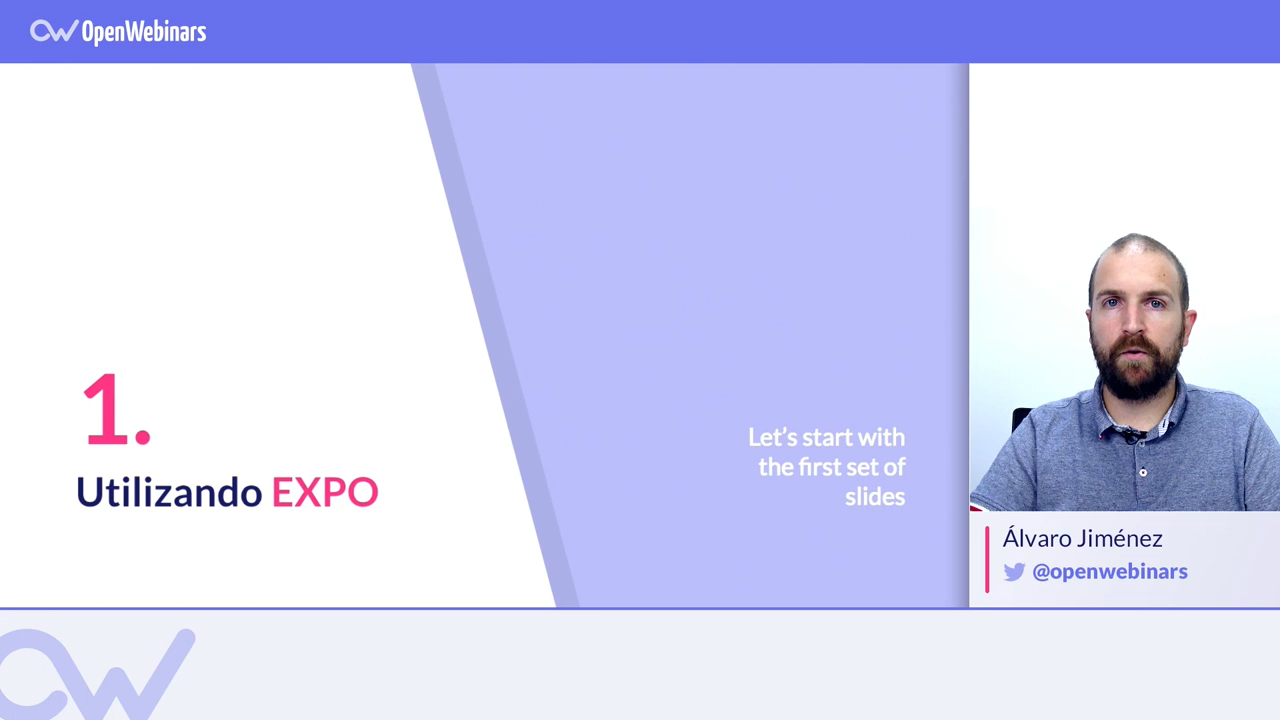 OpenWebinars
1.
Utilizando EXPO
Let's start with
the first set of
slides
Álvaro Jiménez
@openwebinars